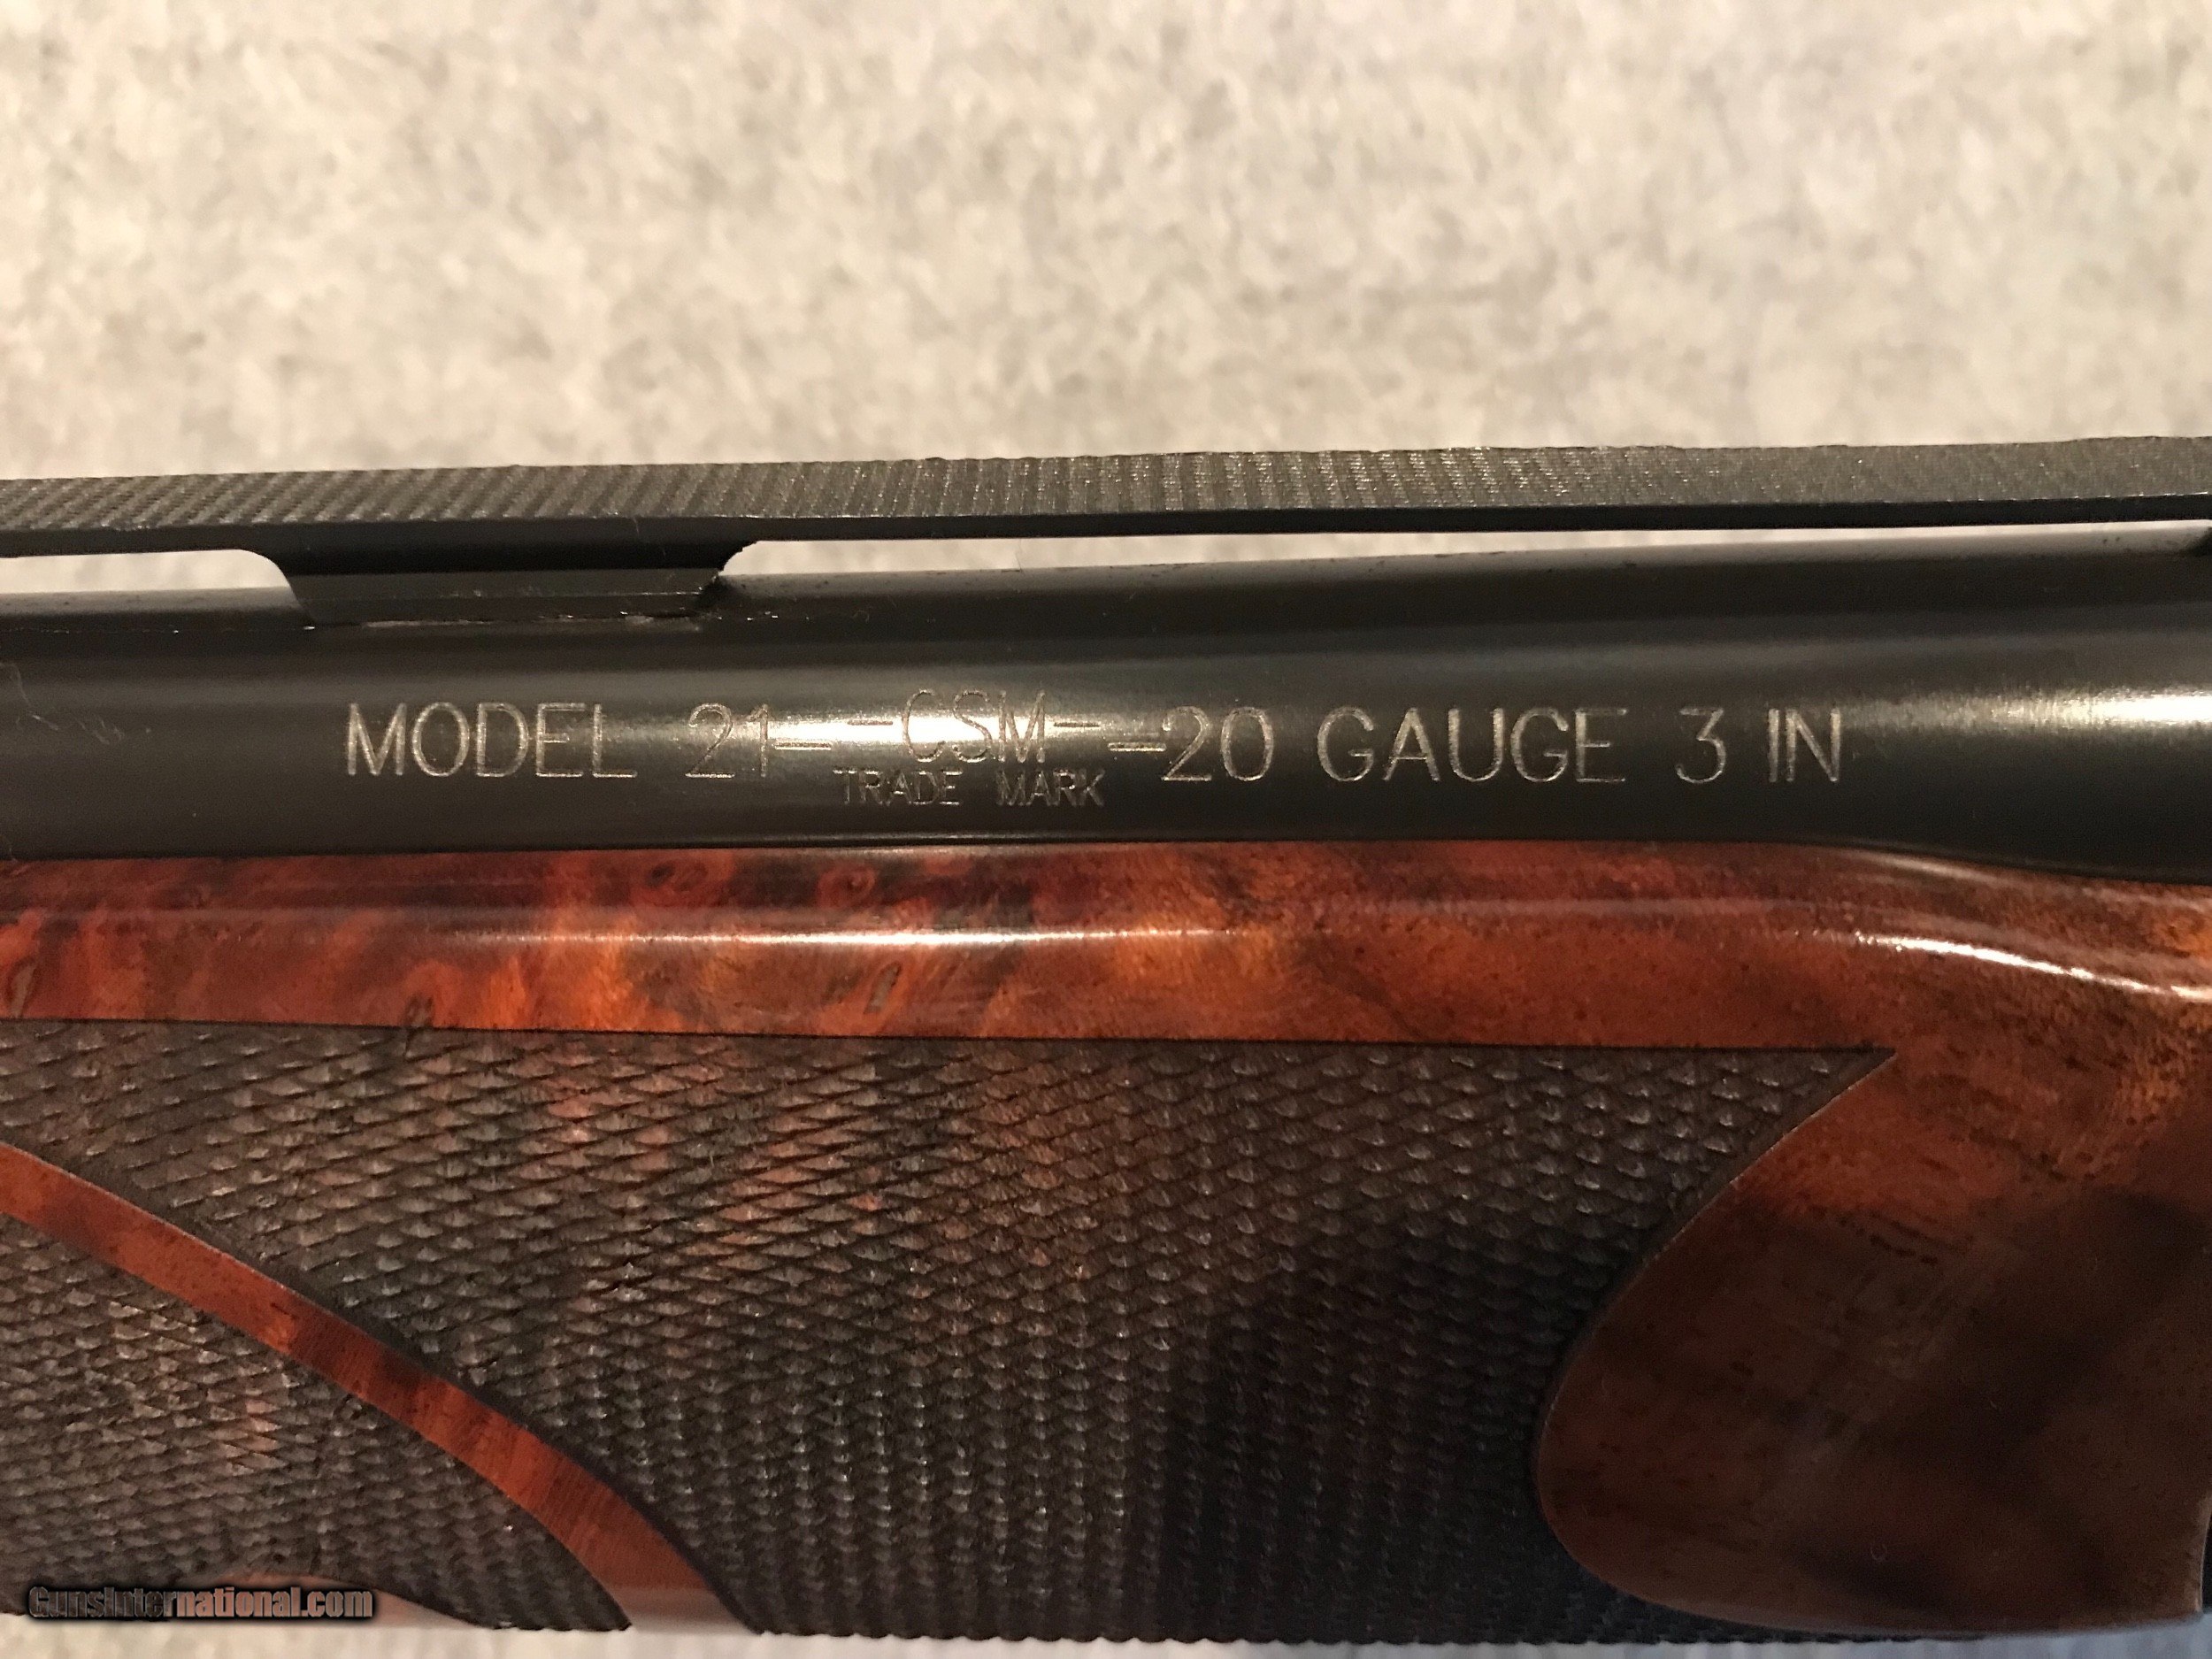 MODEL 21- -CSM- -20 GAUGE 3 IN
TRADE MARK
GunsInternational.com